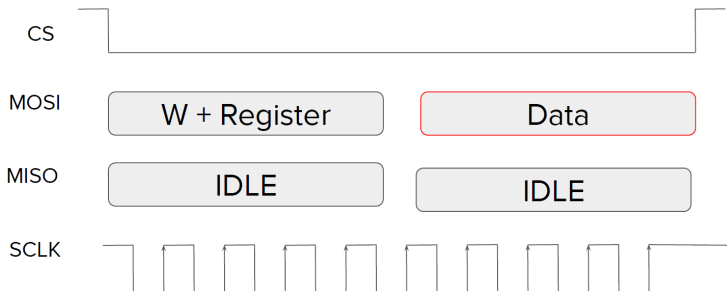 CS
MOSI
W + Register
Data
MISO
IDLE
IDLE
SCLK